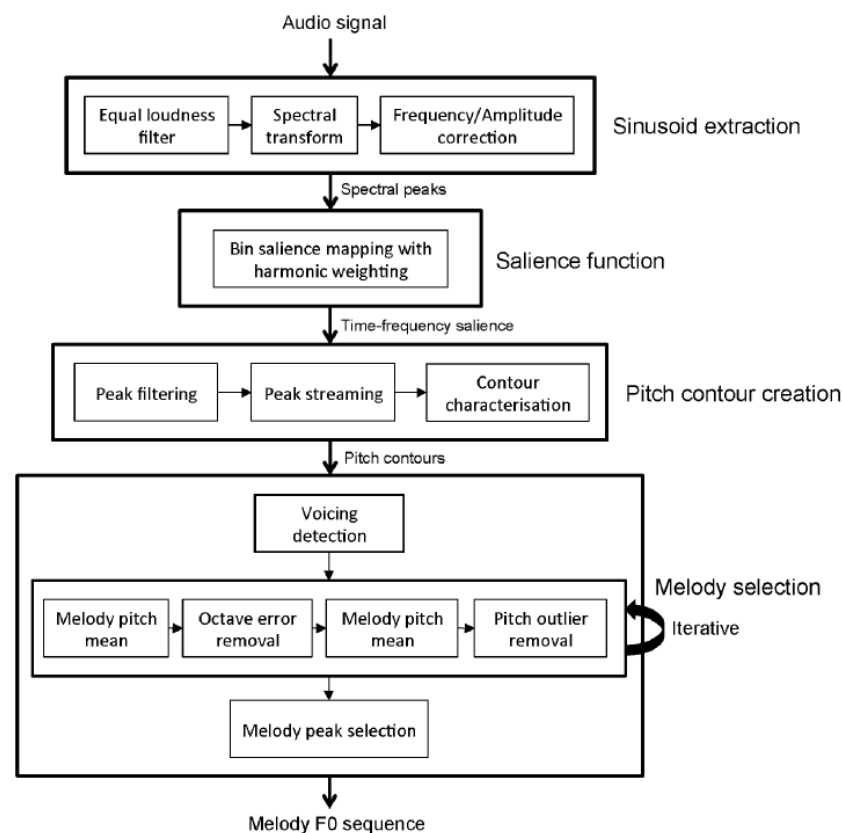 Audio signal
Equal loudness
filter
Spectral
transform
Frequency/Amplitude
correction
Sinusoid extraction
Spectral peaks
Bin salience mapping with
harmonic weighting
Salience function
Time-frequency salience
Peak filtering
Peak streaming
Contour
characterisation
Pitch contour creation
Pitch contours
Voicing
detection
Melody selection
Melody pitch
mean
Octave error
removal
Melody pitch
mean
Pitch outlier
removal
Iterative
Melody peak selection
Melody F0 sequence